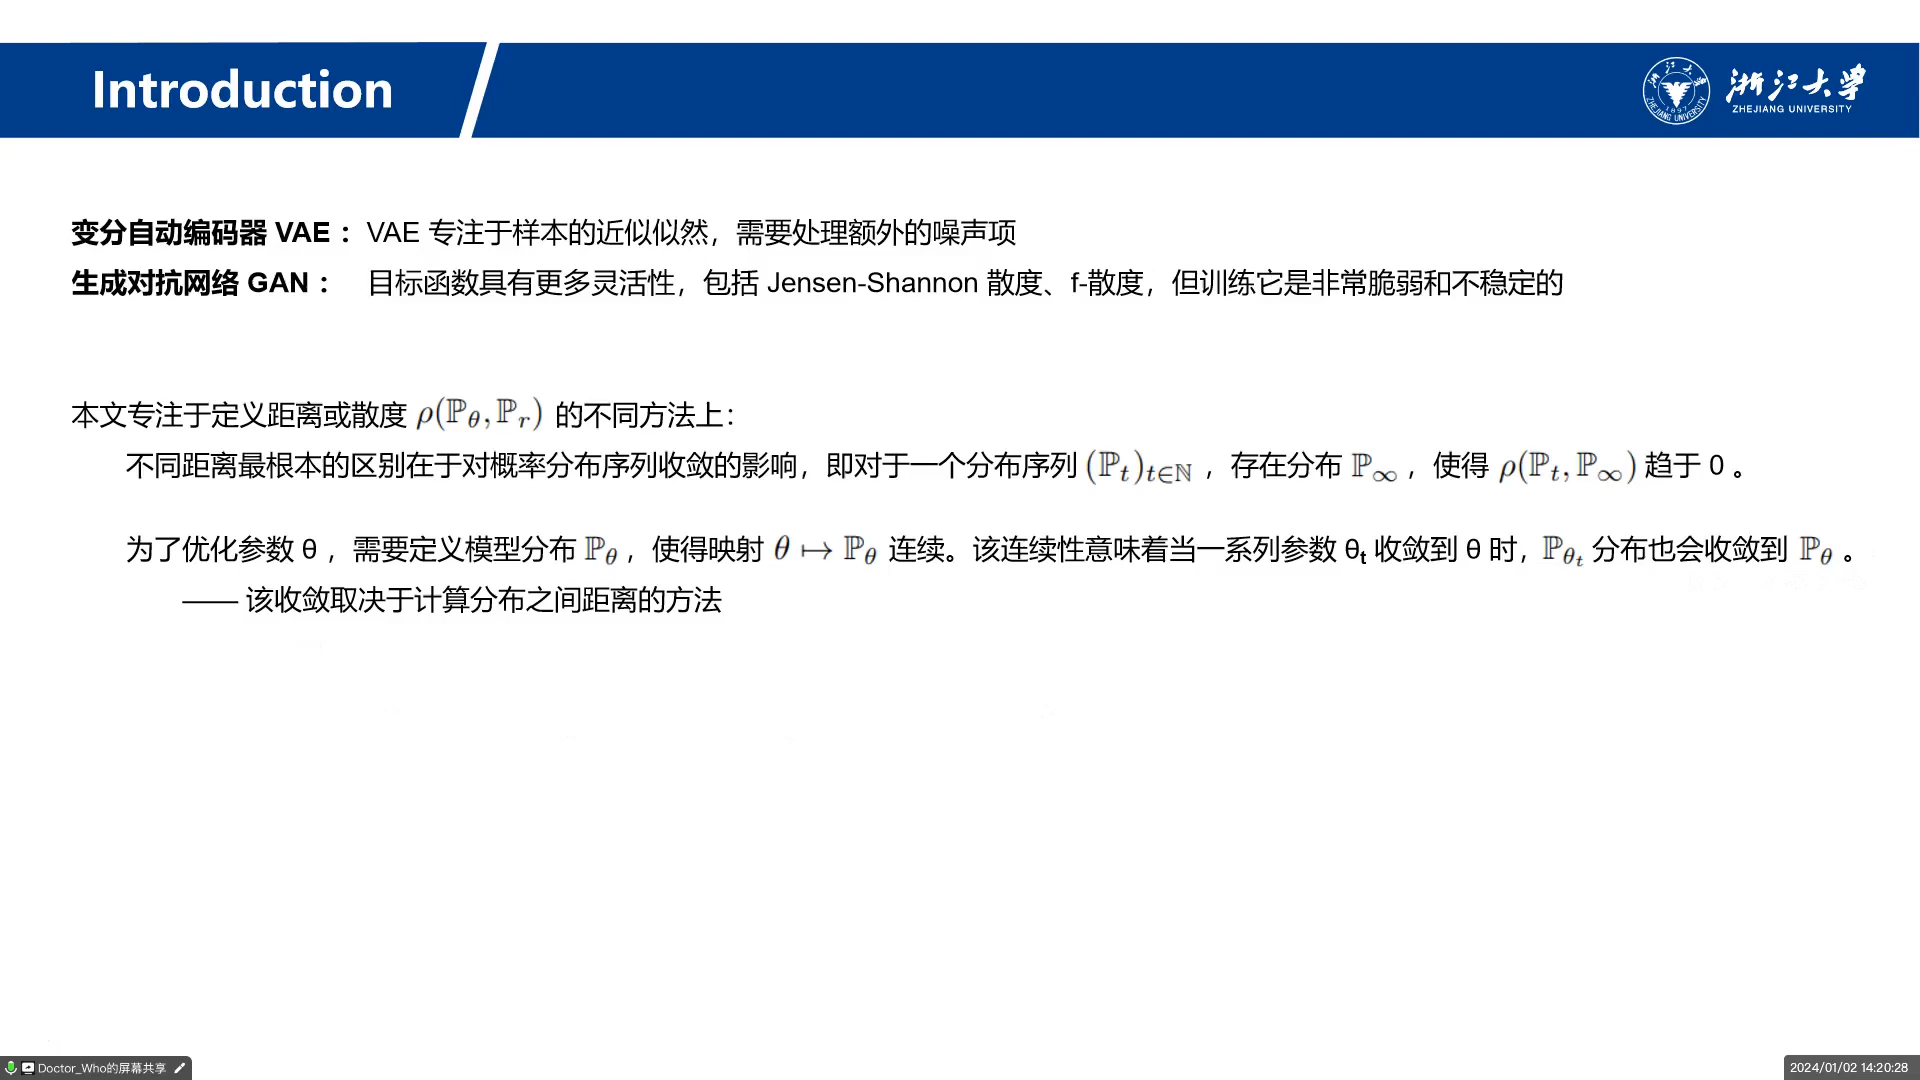 Introduction
浙江大学
ZHEJIANG UNIVERSITY
变分自动编码器 VAE ： VAE 专注于样本的近似似然，需要处理额外的噪声项
生成对抗网络 GAN ： 目标函数具有更多灵活性，包括 Jensen-Shannon 散度、f-散度，但训练它是非常脆弱和不稳定的
本文专注于定义距离或散度 ρ(ℙθ, ℙr) 的不同方法上：
不同距离最根本的区别在于对概率分布序列收敛的影响，即对于一个分布序列 (ℙt)t∈ℕ ，存在分布 ℙ∞ ，使得 ρ(ℙt, ℙ∞) 趋于 0 。
为了优化参数 θ ，需要定义模型分布 ℙθ ，使得映射 θ ↦ ℙθ 连续。该连续性意味着当一系列参数 θt 收敛到 θ 时，ℙθt 分布也会收敛到 ℙθ 。
—— 该收敛取决于计算分布之间距离的方法
Doctor_Who的屏幕共享
2024/01/02 14:20:28